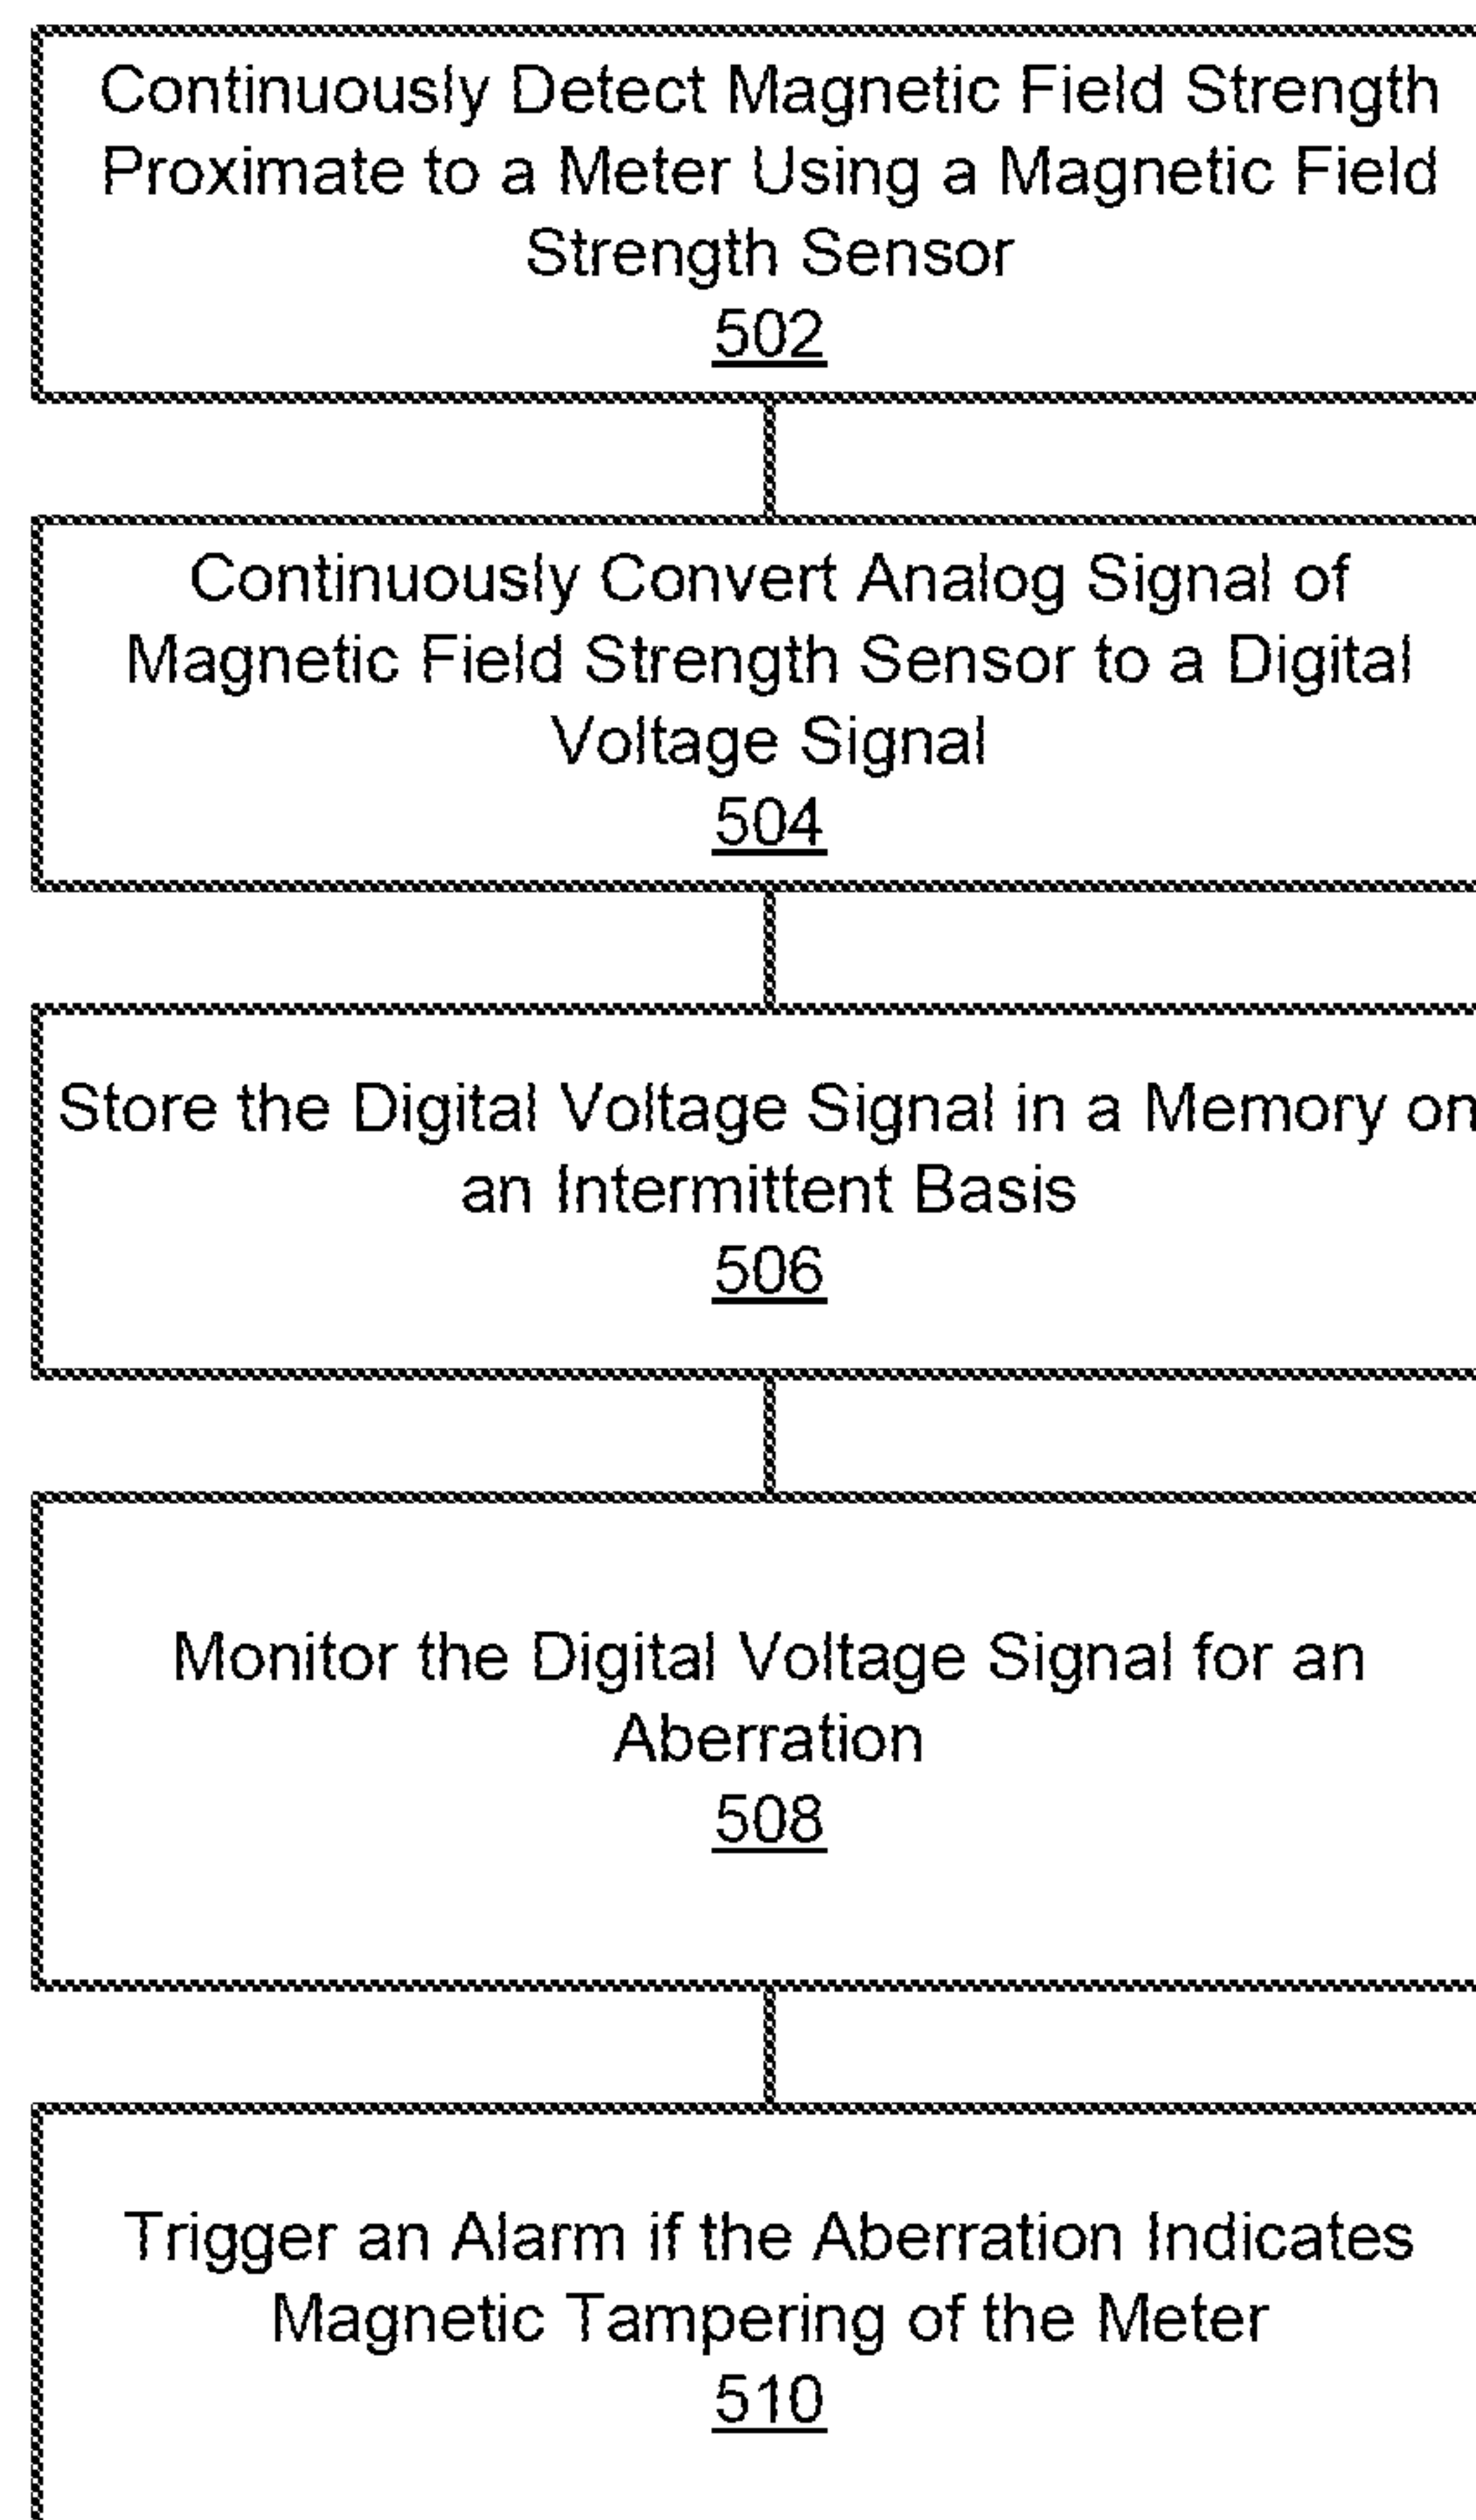 Continuously Detect Magnetic Field Strength
Proximate to a Meter Using a Magnetic Field
Strength Sensor
502
Continuously Convert Analog Signal of
Magnetic Field Strength Sensor to a Digital
Voltage Signal
504
Store the Digital Voltage Signal in a Memory on
an Intermittent Basis
506
Monitor the Digital Voltage Signal for an
Aberration
508
Trigger an Alarm if the Aberration Indicates
Magnetic Tampering of the Meter
510